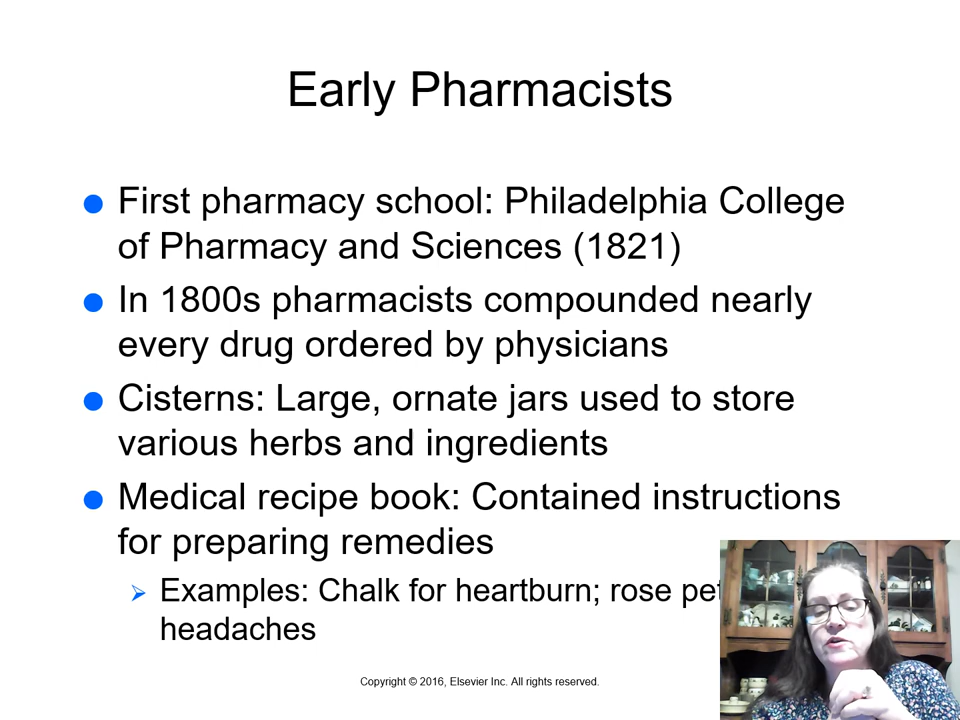 Early Pharmacists
First pharmacy school: Philadelphia College
of Pharmacy and Sciences (1821)
In 1800s pharmacists compounded nearly
every drug ordered by physicians
Cisterns: Large, ornate jars used to store
various herbs and ingredients
Medical recipe book: Contained instructions
for preparing remedies
Examples: Chalk for heartburn; rose
headaches
Copyright © 2016, Elsevier Inc. All rights reserved.